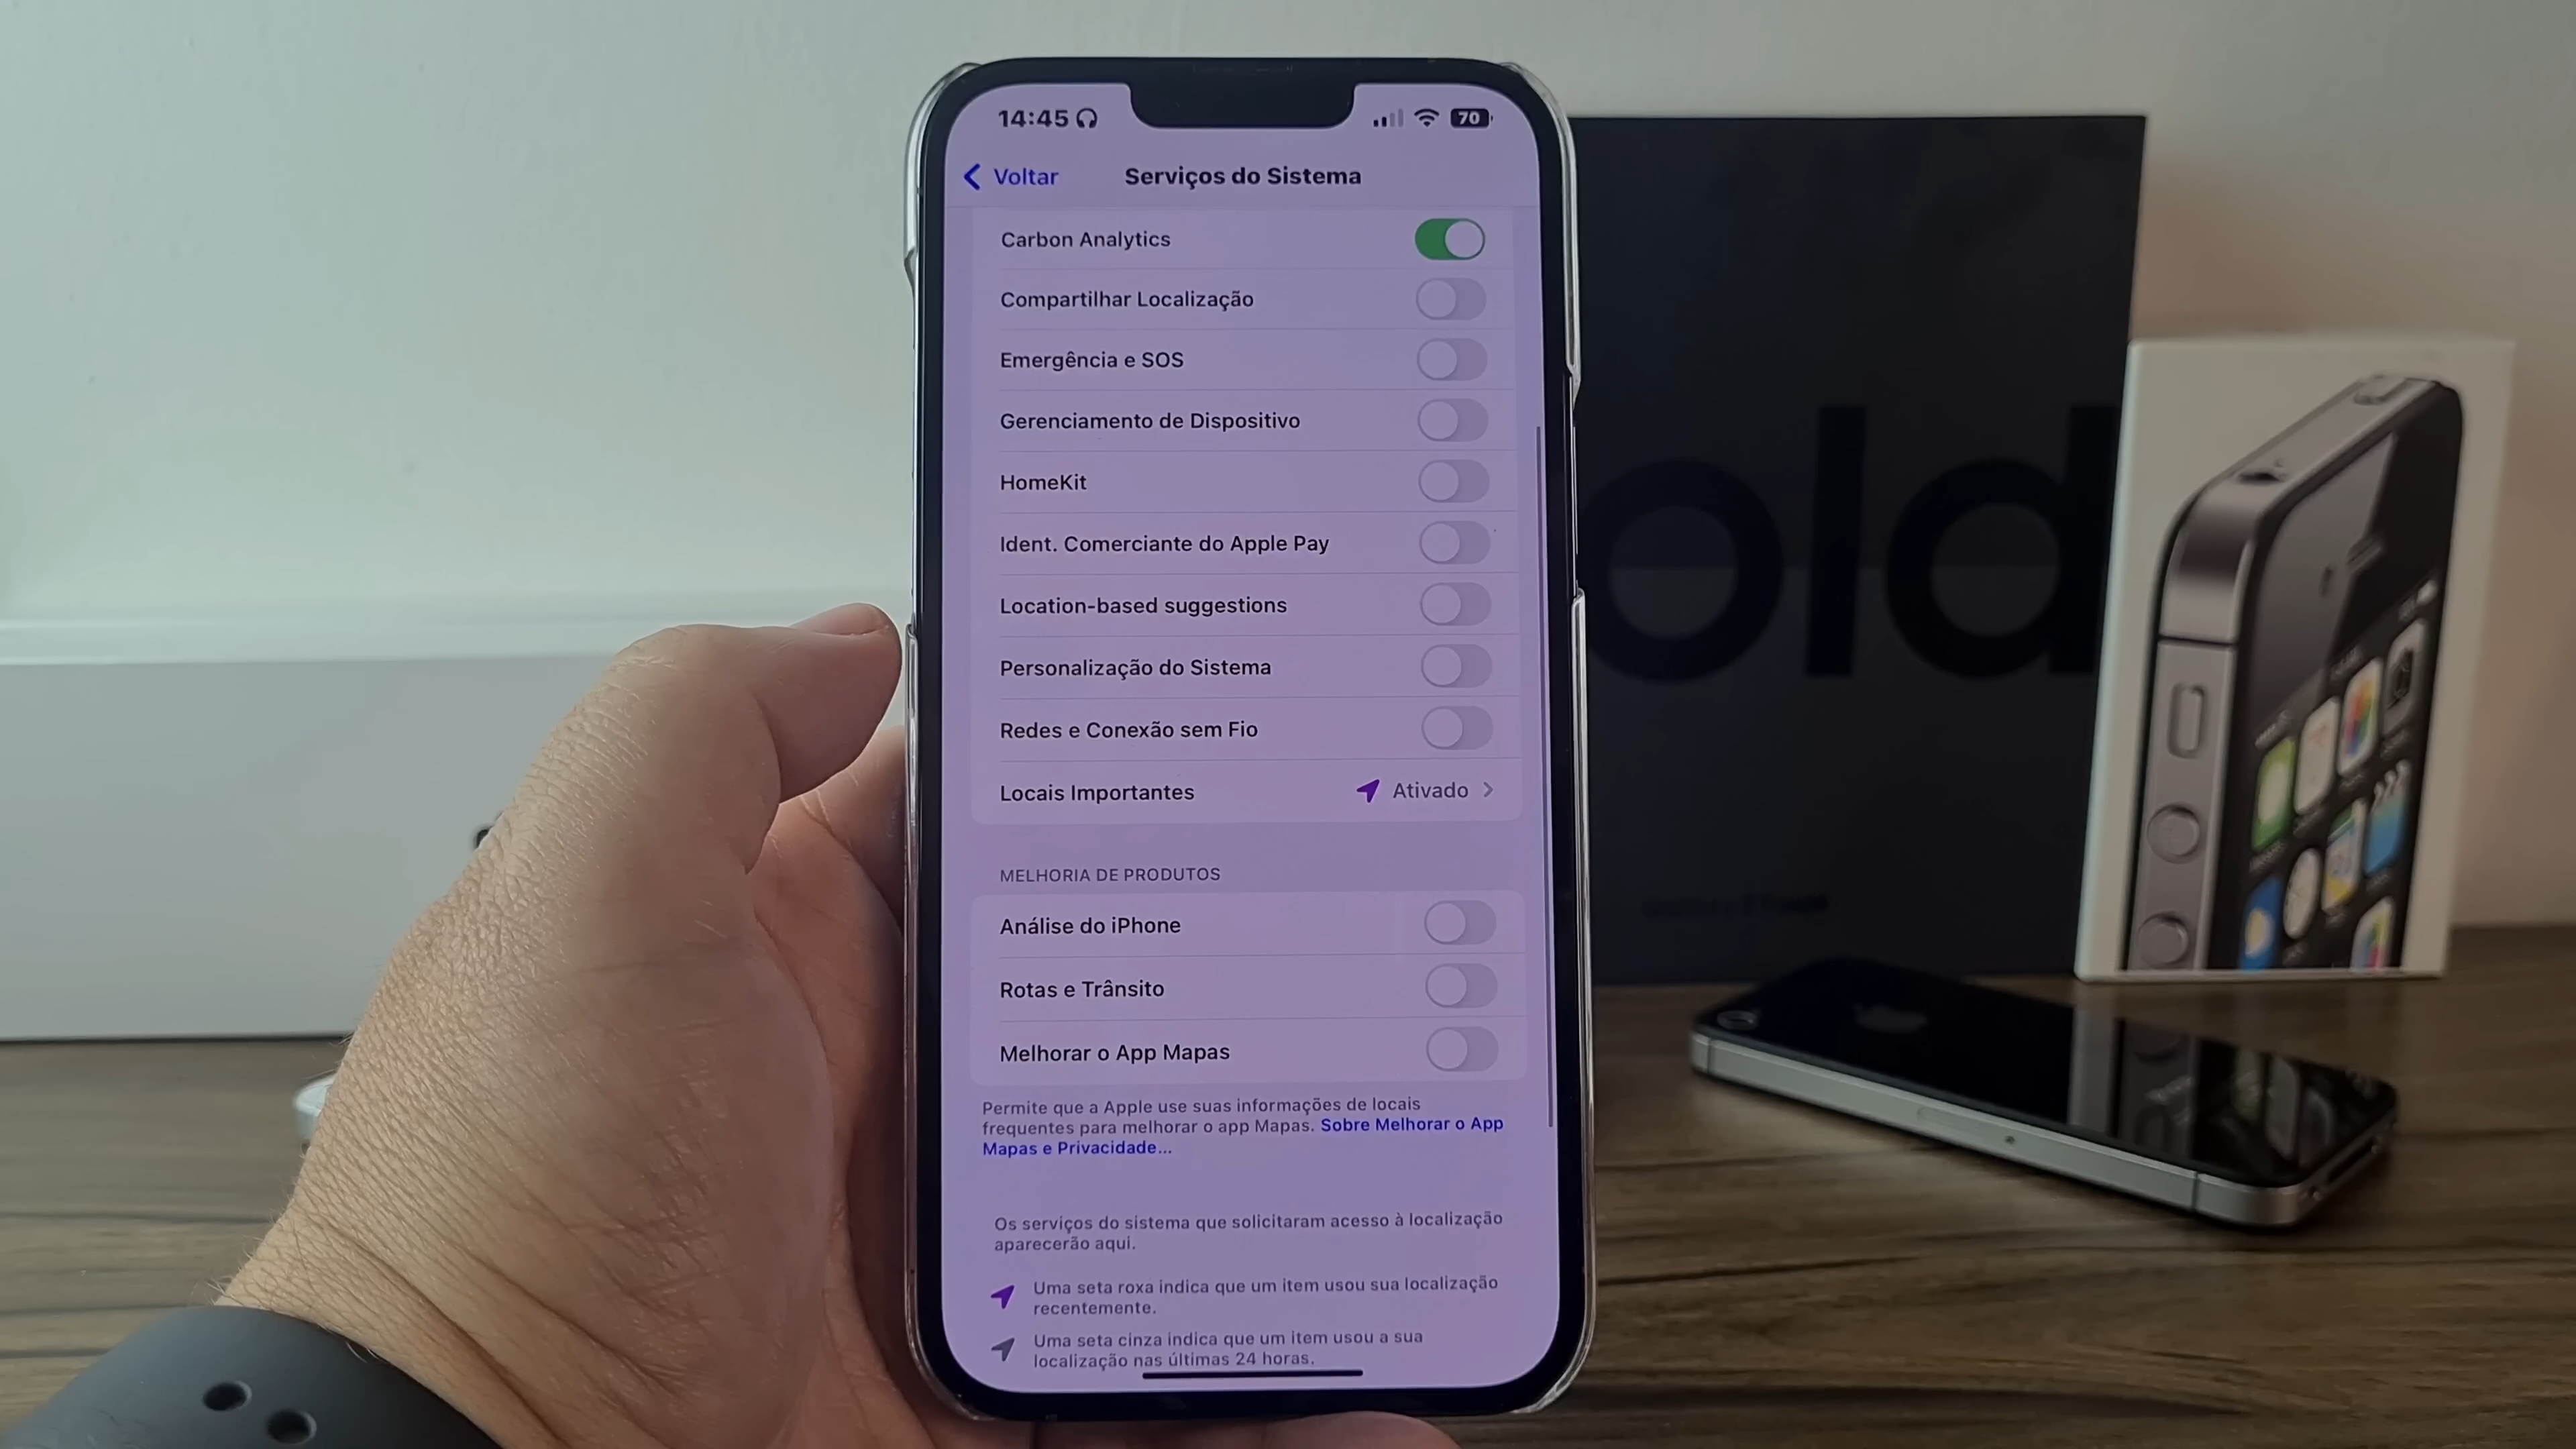 14:45
70
Voltar
Serviços do Sistema
Carbon Analytics
Compartilhar Localização
Emergência e SOS
Gerenciamento de Dispositivo
HomeKit
Ident. Comerciante do Apple Pay
Location-based suggestions
Personalização do Sistema
Redes e Conexão sem Fio
Locais Importantes
Ativado
MELHORIA DE PRODUTOS
Análise do iPhone
Rotas e Trânsito
Melhorar o App Mapas
Permite que a Apple use suas informações de locais
frequentes para melhorar o app Mapas. Sobre Melhorar o App
Mapas e Privacidade...
Os serviços do sistema que solicitaram acesso à localização
aparecerão aqui.
Uma seta roxa indica que um item usou sua localização
recentemente.
Uma seta cinza indica que um item usou a sua
localização nas últimas 24 horas.
old